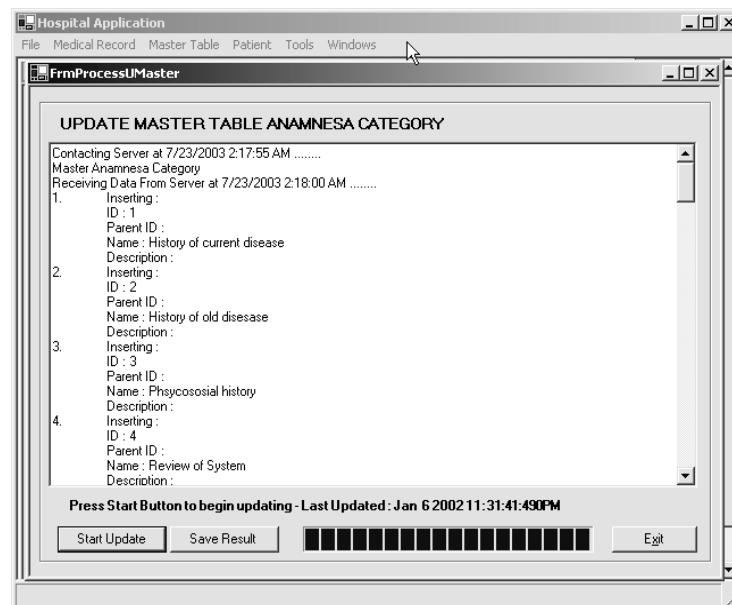 Hospital Application
File Medical Record Master Table Patient Tools Windows
FrmProcessUMaster
UPDATE MASTER TABLE ANAMNESA CATEGORY
Contacting Server at 7/23/2003 2:17:55 AM ........
Master Anamnesa Category
Receiving Data From Server at 7/23/2003 2:18:00 AM ........
1. Inserting :
ID : 1
Parent ID :
Name : History of current disease
Description :
2. Inserting :
ID : 2
Parent ID :
Name : History of old disesase
Description :
3. Inserting :
ID : 3
Parent ID :
Name : Phsycososial history
Description :
4. Inserting :
ID : 4
Parent ID :
Name : Review of System
Description :
Press Start Button to begin updating - Last Updated : Jan 6 2002 11:31:41:490PM
Start Update Save Result Exit